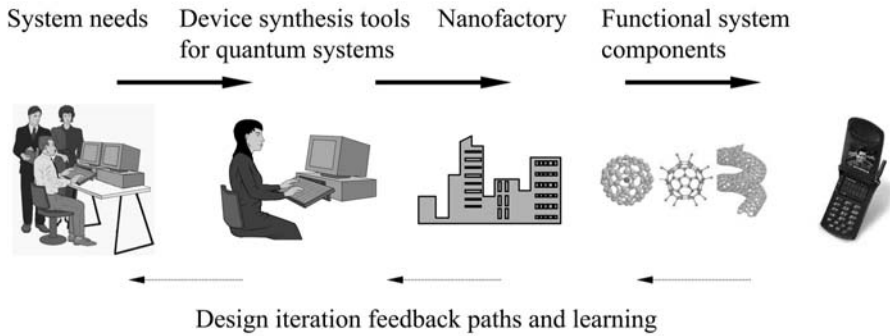 System needs
Device synthesis tools
for quantum systems
Nanofactory
Functional system
components
Design iteration feedback paths and learning